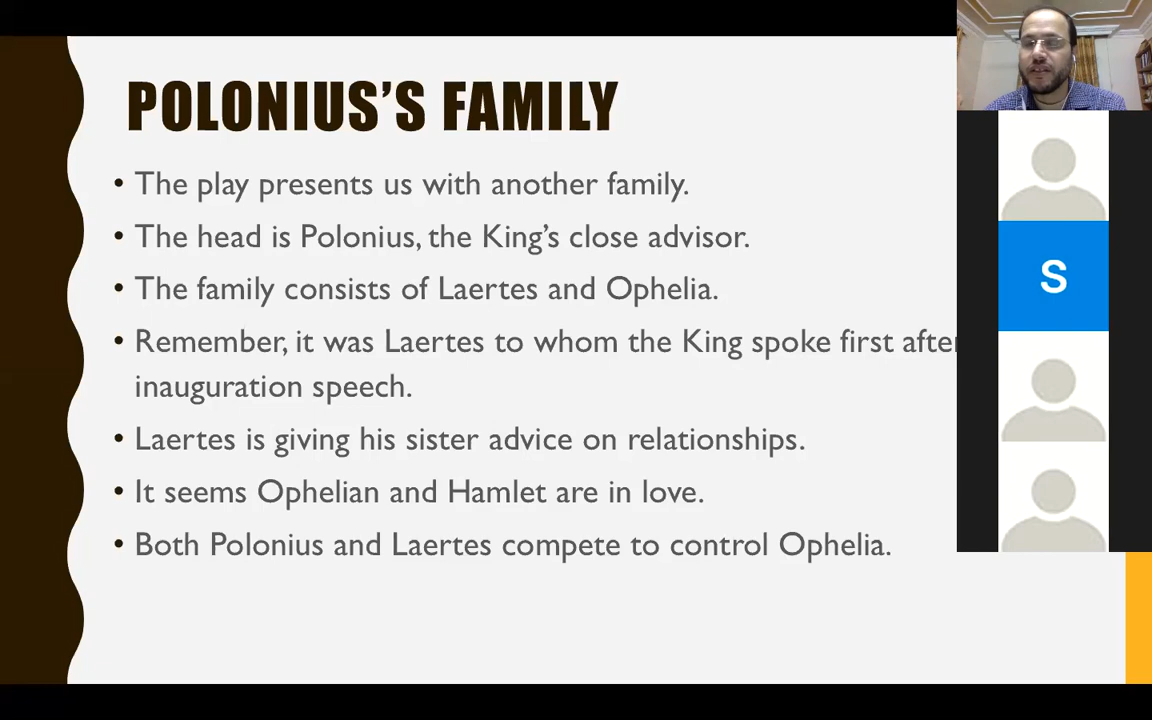 POLONIUS'S FAMILY
• The play presents us with another family.
• The head is Polonius, the King's close advisor.
• The family consists of Laertes and Ophelia.
• Remember, it was Laertes to whom the King spoke first after
inauguration speech.
• Laertes is giving his sister advice on relationships.
• It seems Ophelian and Hamlet are in love.
• Both Polonius and Laertes compete to control Ophelia.
S